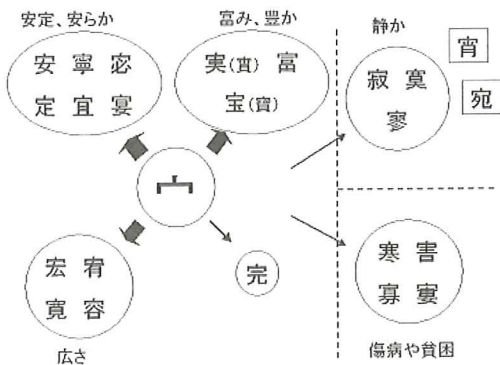 安定、安らか
安 寧 宓
定 宜 宴
富み、豊か
実(實) 富
宝(寶)
静か
寂 寞
寥
宵
宛
宀
宏 宥
寛 容
広さ
完
寒 害
寡 寠
傷病や貧困